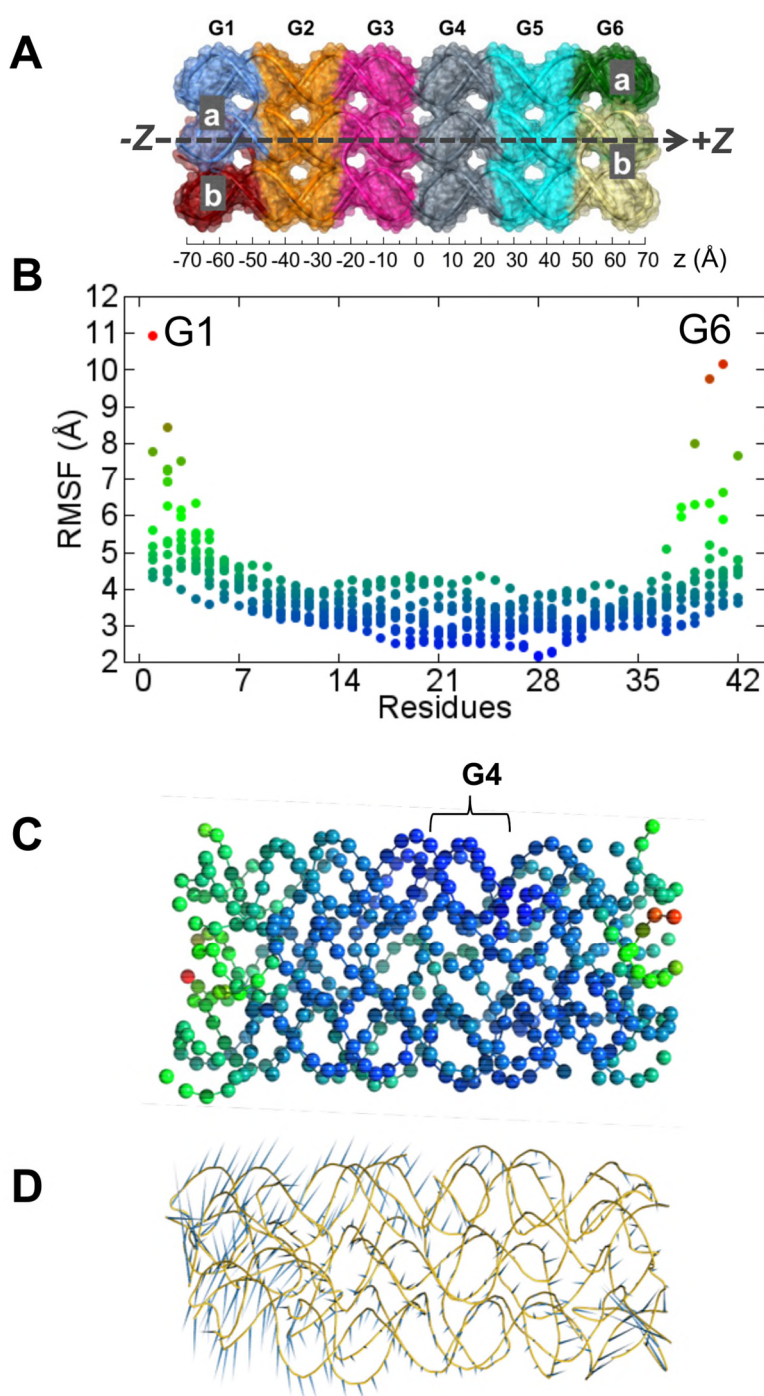 G1 G2 G3 G4 G5 G6
A
a a
-Z +Z
b b
-70 -60 -50 -40 -30 -20 -10 0 10 20 30 40 50 60 70 z (Å)
B
12
11
10
9
8
7
6
5
4
3
2
RMSF (Å)
G1 G6
0 7 14 21 28 35 42
Residues
G4
C
D